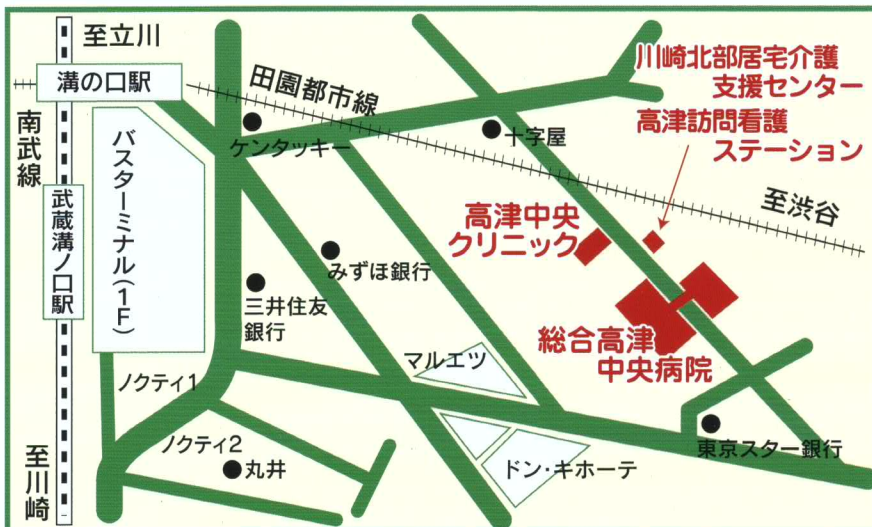 至立川
溝の口駅
南武線
武蔵溝ノ口駅
至川崎
バスターミナル(1F)
田園都市線
至渋谷
ケンタッキー
十字屋
川崎北部居宅介護
支援センター
高津訪問看護
ステーション
高津中央
クリニック
みずほ銀行
三井住友
銀行
マルエツ
総合高津
中央病院
ノクティ1
ノクティ2
丸井
ドン・キホーテ
東京スター銀行